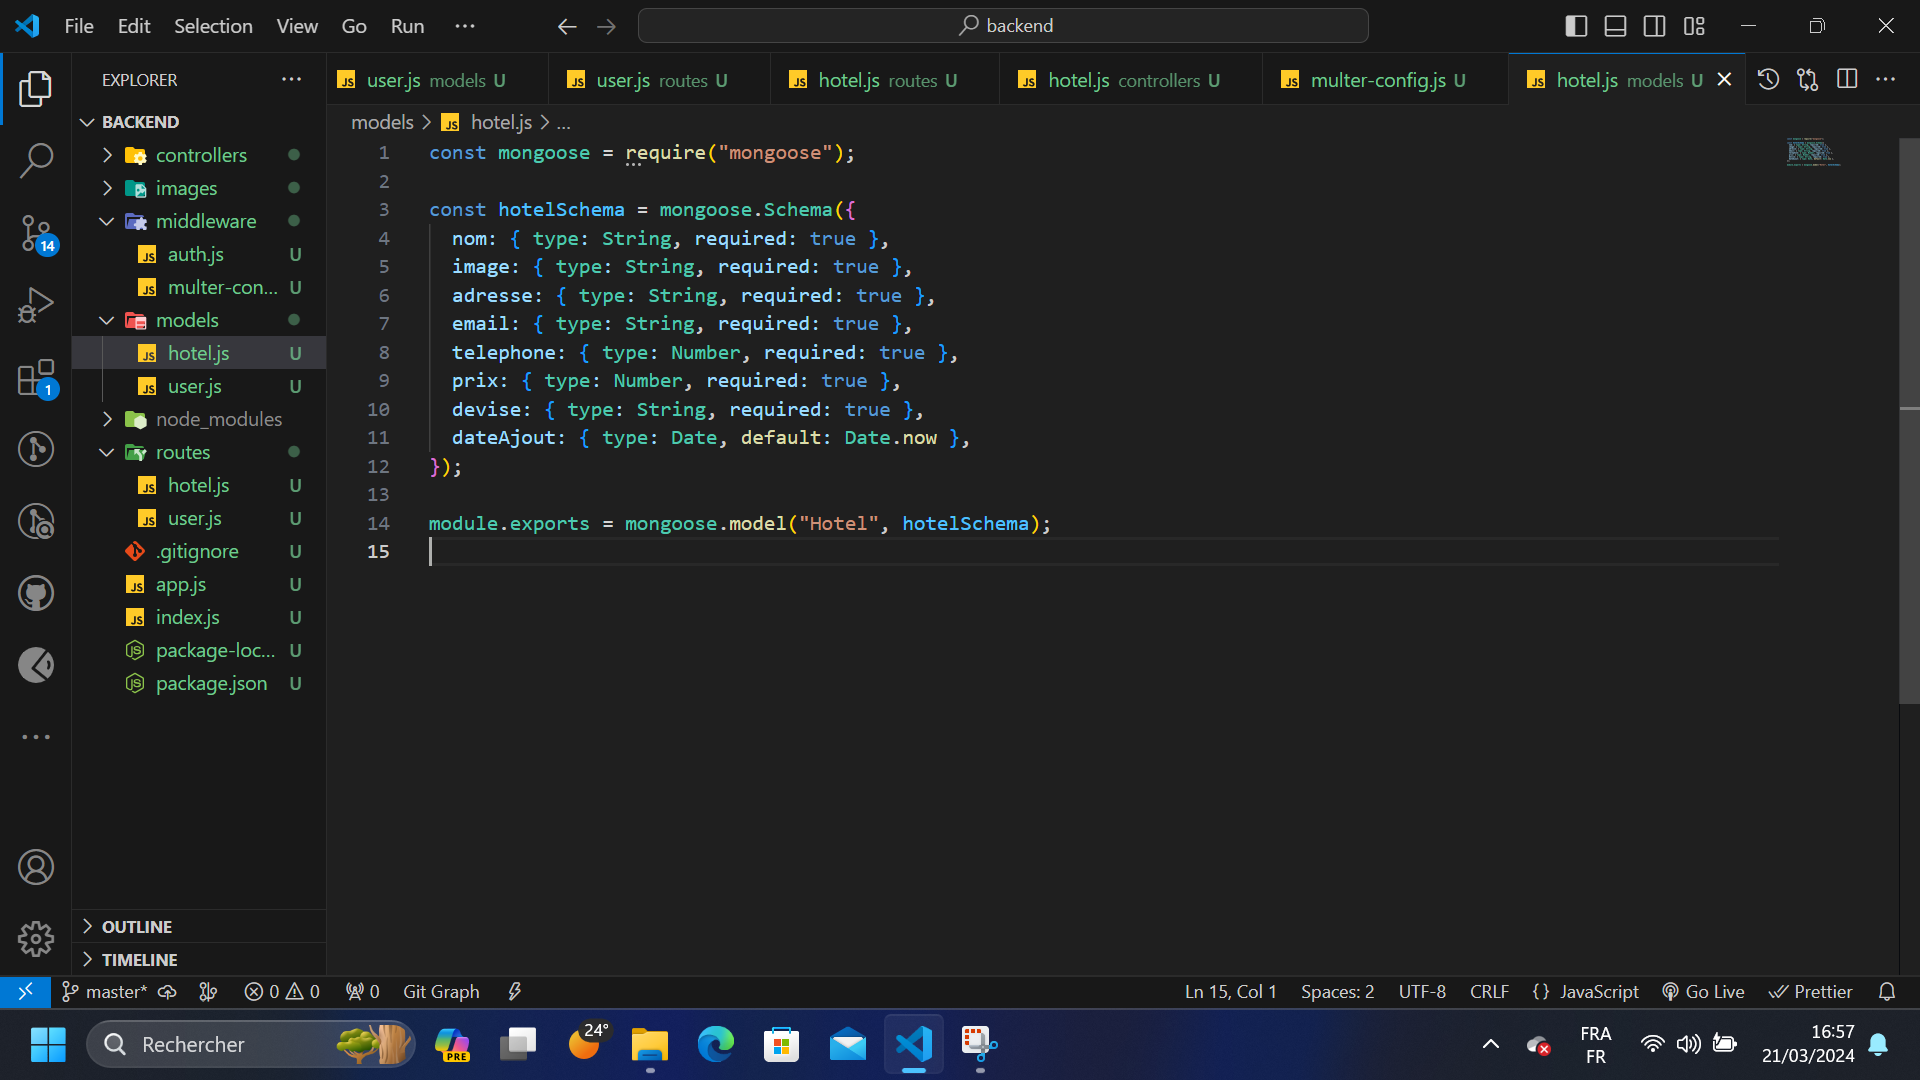 File Edit Selection View Go Run ··· backend
EXPLORER ···
user.js models U user.js routes U hotel.js routes U hotel.js controllers U multer-config.js U hotel.js models U
models > hotel.js > ...
BACKEND
controllers
images
middleware
auth.js U
multer-con... U
models
hotel.js U
user.js U
node_modules
routes
hotel.js U
user.js U
.gitignore U
app.js U
index.js U
package-loc... U
package.json U
OUTLINE
TIMELINE
14
1
1 const mongoose = require("mongoose");
2
3 const hotelSchema = mongoose.Schema({
4 nom: { type: String, required: true },
5 image: { type: String, required: true },
6 adresse: { type: String, required: true },
7 email: { type: String, required: true },
8 telephone: { type: Number, required: true },
9 prix: { type: Number, required: true },
10 devise: { type: String, required: true },
11 dateAjout: { type: Date, default: Date.now },
12 });
13
14 module.exports = mongoose.model("Hotel", hotelSchema);
15
master* 0 0 0 Git Graph Ln 15, Col 1 Spaces: 2 UTF-8 CRLF {} JavaScript Go Live Prettier
Rechercher PRE 24° FRA 16:57
FR 21/03/2024